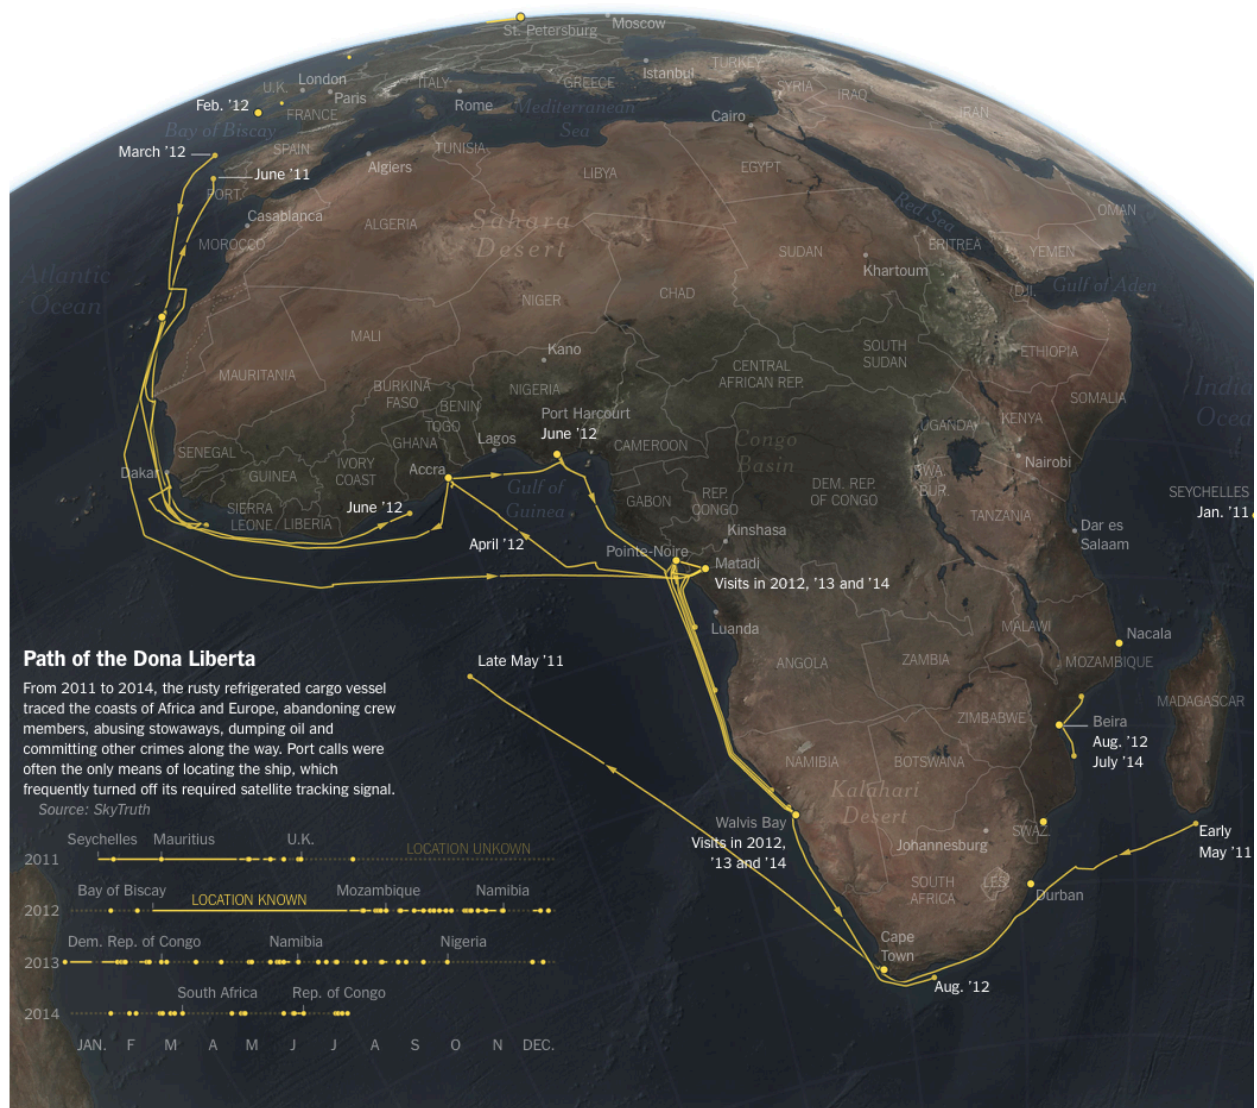 St. Petersburg
Moscow
London
U.K.
Paris
FRANCE
ITALY
Rome
GREECE
Istanbul
TURKEY
SYRIA
IRAQ
IRAN
Feb. ’12
Bay of Biscay
Mediterranean
Sea
Cairo
March ’12
SPAIN
Algiers
TUNISIA
June ’11
PORT.
LIBYA
EGYPT
Casablanca
MOROCCO
ALGERIA
Sahara
Desert
Red Sea
OMAN
Atlantic
Ocean
SUDAN
Khartoum
ERITREA
YEMEN
DJI.
Gulf of Aden
NIGER
CHAD
MALI
MAURITANIA
Kano
SOUTH
SUDAN
ETHIOPIA
BURKINA
FASO
BENIN
TOGO
NIGERIA
CENTRAL
AFRICAN REP.
SOMALIA
Port Harcourt
June ’12
GHANA
Lagos
CAMEROON
Congo
Basin
UGANDA
KENYA
SENEGAL
Dakar
GUINEA
IVORY
COAST
Accra
Nairobi
RWA.
BUR.
SIERRA
LEONE
LIBERIA
June ’12
Gulf of
Guinea
GABON
REP.
CONGO
DEM. REP.
OF CONGO
TANZANIA
SEYCHELLES
Jan. ’11
April ’12
Kinshasa
Dar es
Salaam
Pointe-Noire
Matadi
Visits in 2012, ’13 and ’14
Luanda
MALAWI
Nacala
ANGOLA
ZAMBIA
MOZAMBIQUE
Late May ’11
MADAGASCAR
ZIMBABWE
Beira
Aug. ’12
July ’14
NAMIBIA
BOTSWANA
Kalahari
Desert
Walvis Bay
Visits in 2012,
’13 and ’14
Johannesburg
SWAZ.
Early
May ’11
SOUTH
AFRICA
LES.
Durban
Cape
Town
Aug. ’12
Path of the Dona Liberta
From 2011 to 2014, the rusty refrigerated cargo vessel
traced the coasts of Africa and Europe, abandoning crew
members, abusing stowaways, dumping oil and
committing other crimes along the way. Port calls were
often the only means of locating the ship, which
frequently turned off its required satellite tracking signal.
Source: SkyTruth
Seychelles Mauritius U.K.
2011 LOCATION UNKOWN
Bay of Biscay Mozambique Namibia
2012 LOCATION KNOWN
Dem. Rep. of Congo Namibia Nigeria
2013
South Africa Rep. of Congo
2014
JAN. F M A M J J A S O N DEC.